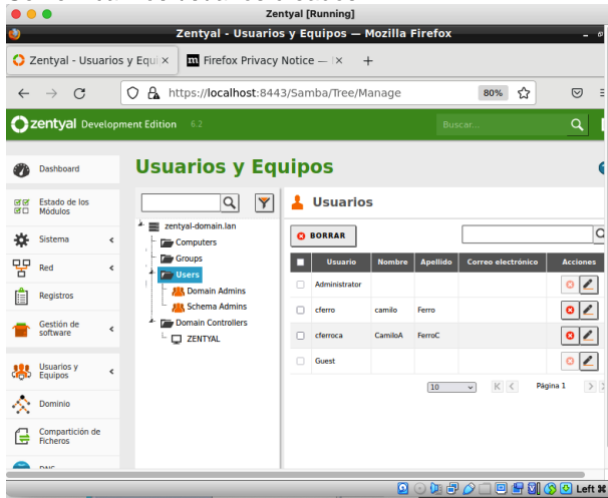 Zentyal [Running]
Zentyal - Usuarios y Equipos — Mozilla Firefox
Zentyal - Usuarios y Equi
Firefox Privacy Notice —
https://localhost:8443/Samba/Tree/Manage
80%
zentyal Development Edition 6.2
Buscar...
Dashboard
Estado de los
Módulos
Sistema
Red
Registros
Gestión de
software
Usuarios y
Equipos
Dominio
Compartición de
Ficheros
DNS
Usuarios y Equipos
zentyal-domain.lan
Computers
Groups
Users
Domain Admins
Schema Admins
Domain Controllers
ZENTYAL
Usuarios
BORRAR
Usuario Nombre Apellido Correo electrónico Acciones
Administrator
cferro camilo Ferro
cferroca CamiloA FerroC
Guest
10 Página 1
Left ⌘